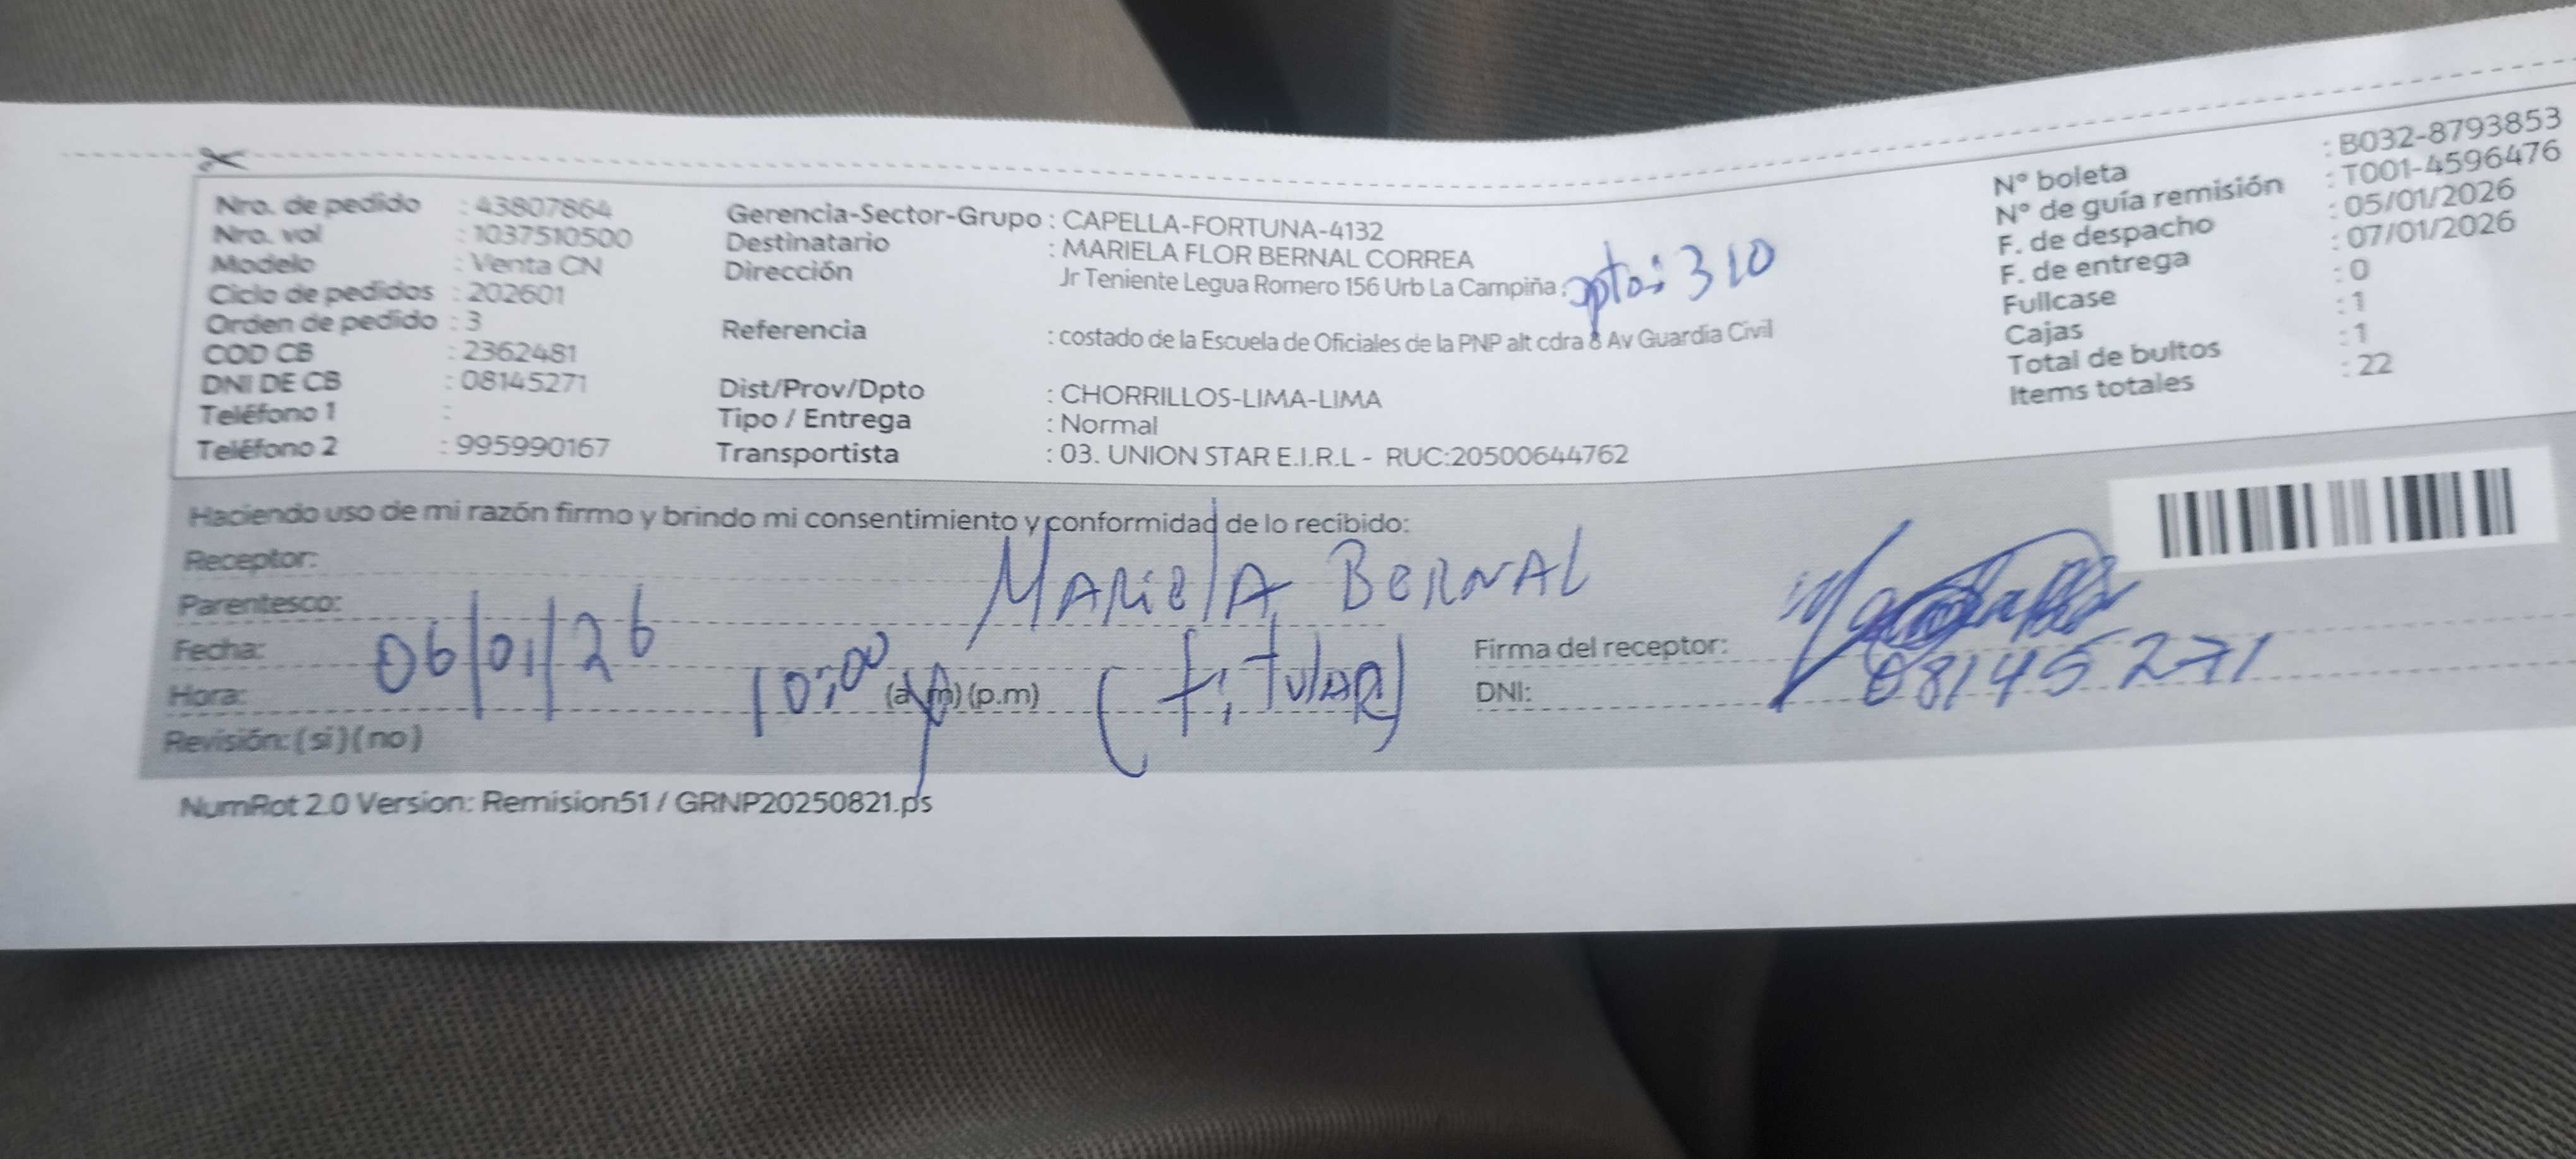 Nro. de pedido : 43807864
Nro. vol : 1037510500
Modelo : Venta CN
Ciclo de pedidos : 202601
Orden de pedido : 3
COD CB : 2362481
DNI DE CB : 08145271
Teléfono 1 :
Teléfono 2 : 995990167
Gerencia-Sector-Grupo : CAPELLA-FORTUNA-4132
Destinatario : MARIELA FLOR BERNAL CORREA
Dirección Jr Teniente Legua Romero 156 Urb La Campiña : dpto: 310
Referencia : costado de la Escuela de Oficiales de la PNP alt cdra 8 Av Guardia Civil
Dist/Prov/Dpto : CHORRILLOS-LIMA-LIMA
Tipo / Entrega : Normal
Transportista : 03. UNION STAR E.I.R.L - RUC:20500644762
N° boleta : B032-8793853
N° de guía remisión : T001-4596476
F. de despacho : 05/01/2026
F. de entrega : 07/01/2026
Fullcase : 0
Cajas : 1
Total de bultos : 1
Items totales : 22
Haciendo uso de mi razón firmo y brindo mi consentimiento y conformidad de lo recibido:
Receptor: MARIELA BERNAL
Parentesco: (titular)
Fecha: 06/01/26
Hora: 10:00 (a.m) (p.m)
Revisión: (si) (no)
Firma del receptor:
DNI: 08145271
NumRot 2.0 Version: Remision51 / GRNP20250821.ps